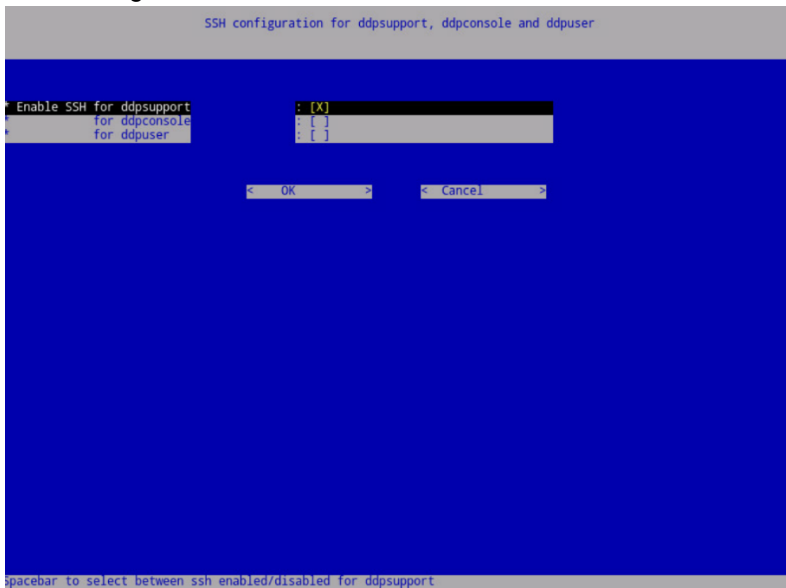 SSH configuration for ddpsupport, ddpconsole and ddpuser
* Enable SSH for ddpsupport : [X]
* for ddpconsole : [ ]
* for ddpuser : [ ]
< OK > < Cancel >
Spacebar to select between ssh enabled/disabled for ddpsupport